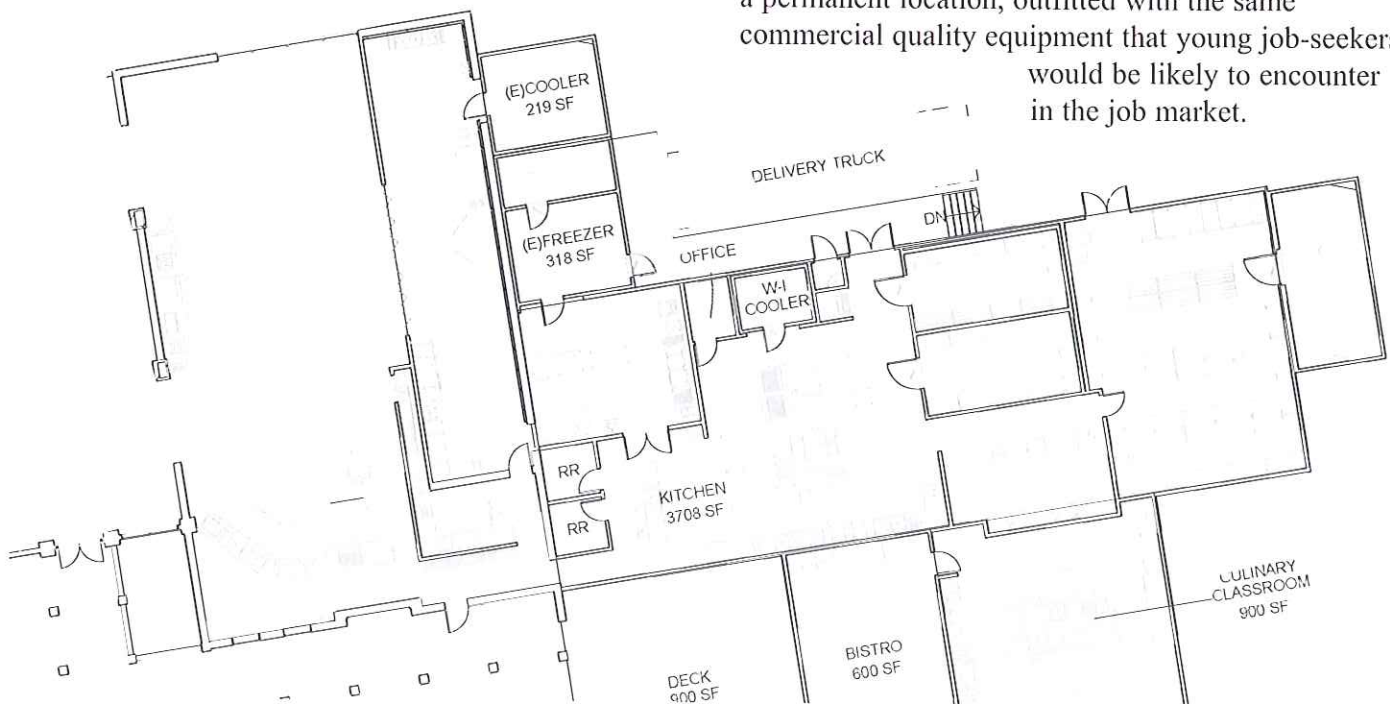 a permanent location, outfitted with the same
commercial quality equipment that young job-seekers
would be likely to encounter
in the job market.
(E)COOLER
219 SF
DELIVERY TRUCK
DN
(E)FREEZER
318 SF
OFFICE
W-I
COOLER
RR
KITCHEN
3708 SF
RR
CULINARY
CLASSROOM
900 SF
BISTRO
600 SF
DECK
900 SF